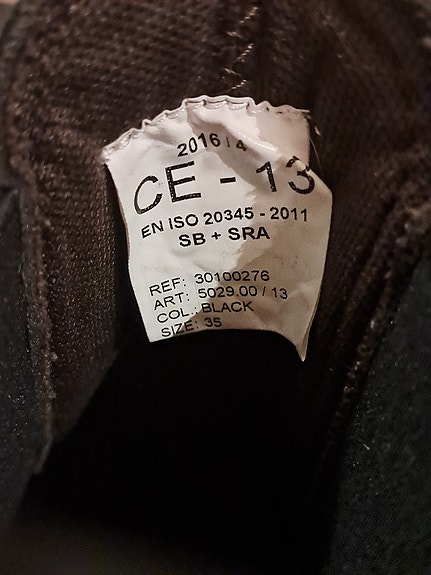 2016 / 4
CE - 13
EN ISO 20345 - 2011
SB + SRA
REF: 30100276
ART: 5029.00 / 13
COL.: BLACK
SIZE: 35